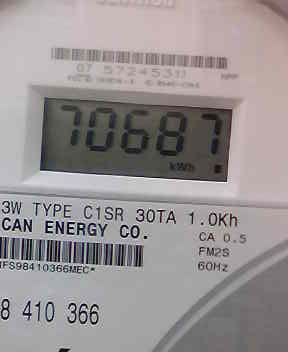 07 57245311
70687
kWh
3W TYPE C1SR 30TA 1.0Kh
CAN ENERGY CO.
CA 0.5
FM2S
60Hz
IFS98410366MEC*
8 410 366